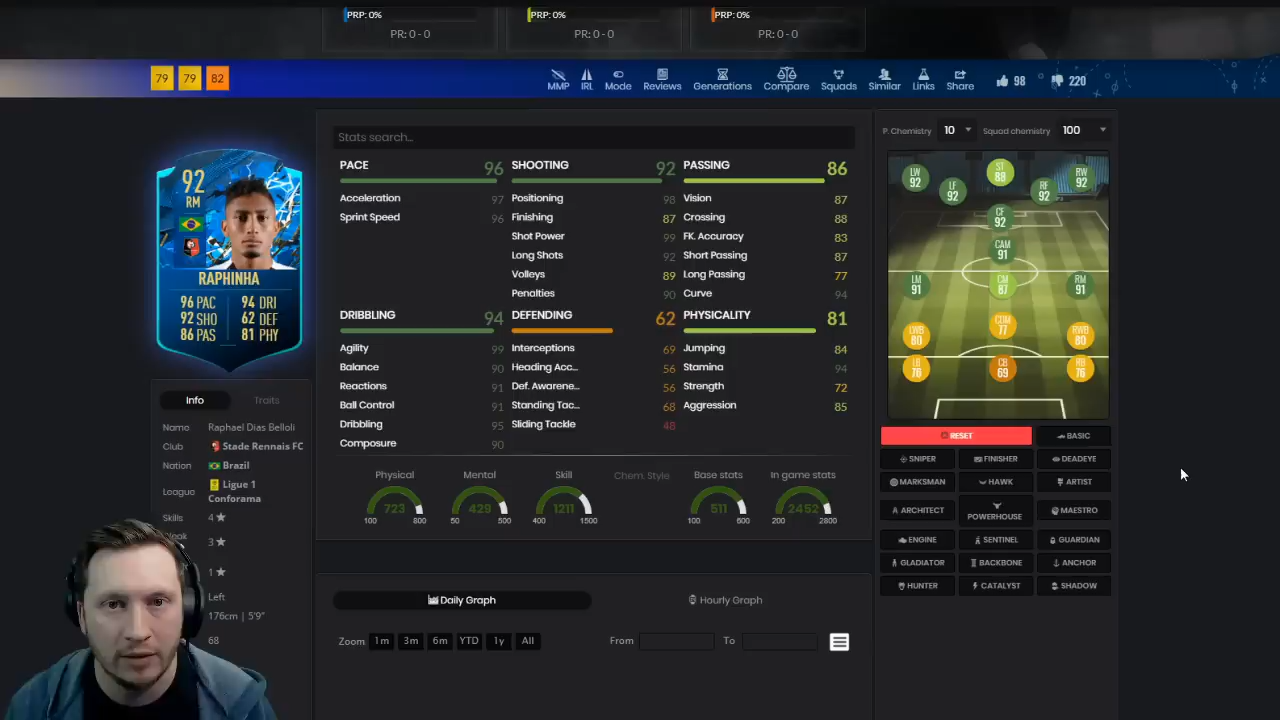 PRP: 0% PRP: 0% PRP: 0%
PR: 0 - 0 PR: 0 - 0 PR: 0 - 0
79 79 82 MMP IRL Mode Reviews Generations Compare Squads Similar Links Share 98 220
Stats search...
P. Chemistry 10 Squad chemistry 100
PACE 96 SHOOTING 92 PASSING 86
Acceleration 97 Positioning 98 Vision 87
Sprint Speed 96 Finishing 87 Crossing 88
Shot Power 99 FK. Accuracy 83
Long Shots 92 Short Passing 87
Volleys 89 Long Passing 77
Penalties 90 Curve 94
DRIBBLING 94 DEFENDING 62 PHYSICALITY 81
Agility 99 Interceptions 69 Jumping 84
Balance 90 Heading Acc... 56 Stamina 94
Reactions 91 Def. Awarene... 56 Strength 72
Ball Control 91 Standing Tac... 68 Aggression 85
Dribbling 95 Sliding Tackle 48
Composure 90
92
RM
RAPHINHA
96 PAC 94 DRI
92 SHO 62 DEF
86 PAS 81 PHY
LW 92 ST 88 RW 92
LF 92 RF 92
CF 92
CAM 91
LM 91 CM 87 RM 91
CDM 77
LWB 80 RWB 80
LB 76 CB 69 RB 76
Physical Mental Skill Chem. Style Base stats In game stats
723 429 1211 511 2452
100 800 50 500 400 1500 100 600 200 2800
Info Traits
Name Raphael Dias Belloli
Club Stade Rennais FC
Nation Brazil
League Ligue 1
Conforama
Skills 4
3
1
Left
176cm | 5'9"
68
RESET BASIC
SNIPER FINISHER DEADEYE
MARKSMAN HAWK ARTIST
ARCHITECT POWERHOUSE MAESTRO
ENGINE SENTINEL GUARDIAN
GLADIATOR BACKBONE ANCHOR
HUNTER CATALYST SHADOW
Daily Graph Hourly Graph
Zoom 1m 3m 6m YTD 1y All From To